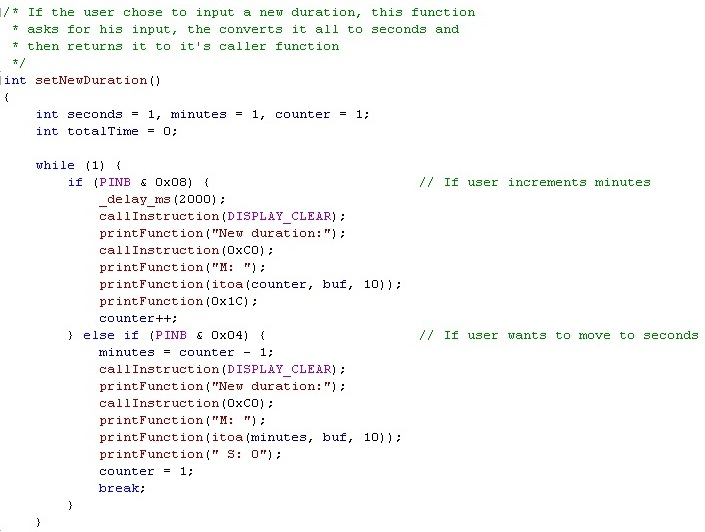 /* If the user chose to input a new duration, this function
 * asks for his input, the converts it all to seconds and
 * then returns it to it's caller function
 */
int setNewDuration()
{
    int seconds = 1, minutes = 1, counter = 1;
    int totalTime = 0;

    while (1) {
        if (PINB & 0x08) {                          // If user increments minutes
            _delay_ms(2000);
            callInstruction(DISPLAY_CLEAR);
            printFunction("New duration:");
            callInstruction(0xC0);
            printFunction("M: ");
            printFunction(itoa(counter, buf, 10));
            printFunction(0x1C);
            counter++;
        } else if (PINB & 0x04) {                   // If user wants to move to seconds
            minutes = counter - 1;
            callInstruction(DISPLAY_CLEAR);
            printFunction("New duration:");
            callInstruction(0xC0);
            printFunction("M: ");
            printFunction(itoa(minutes, buf, 10));
            printFunction(" S: 0");
            counter = 1;
            break;
        }
    }